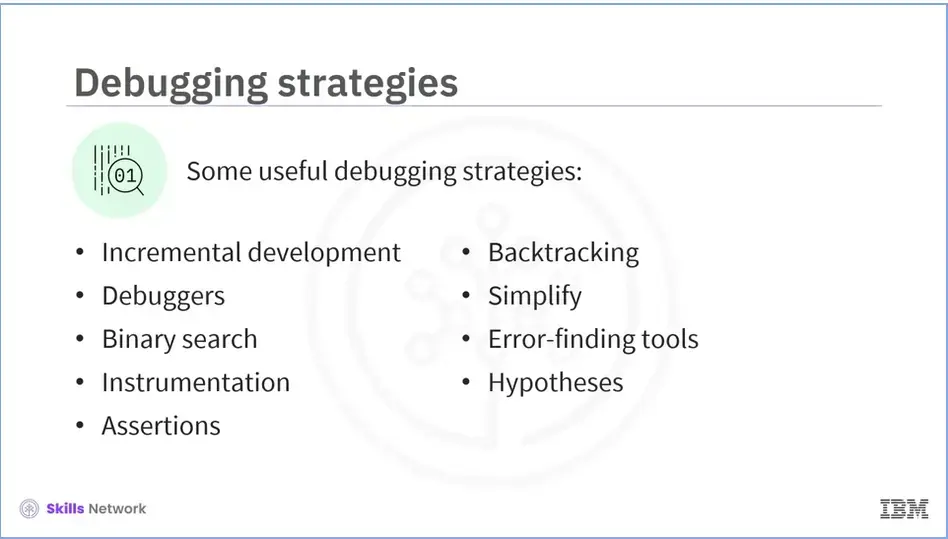 Debugging strategies
01
Some useful debugging strategies:
• Incremental development
• Debuggers
• Binary search
• Instrumentation
• Assertions
• Backtracking
• Simplify
• Error-finding tools
• Hypotheses
Skills Network
IBM